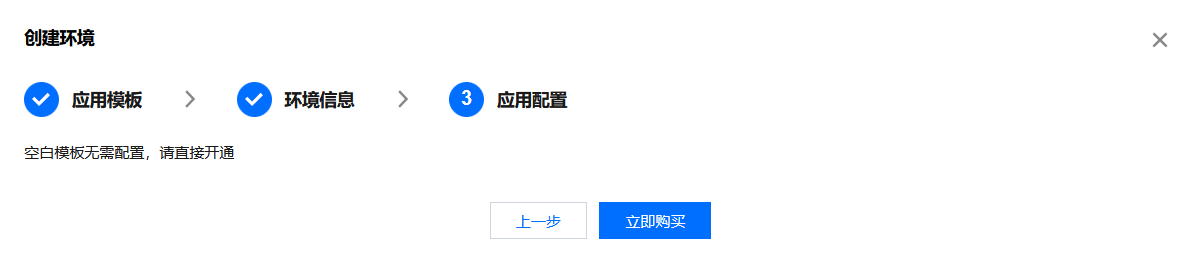 创建环境
应用模板
环境信息
3 应用配置
空白模板无需配置，请直接开通
上一步
立即购买